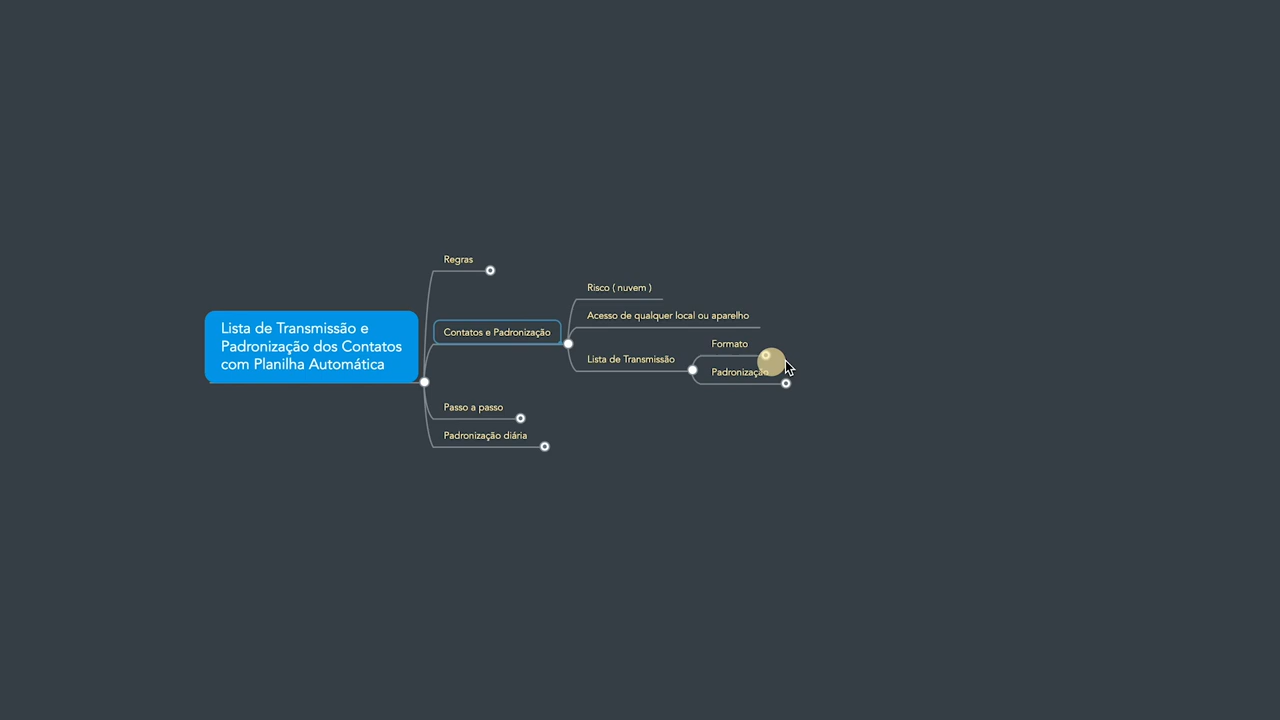 Lista de Transmissão e
Padronização dos Contatos
com Planilha Automática
Regras
Contatos e Padronização
Risco ( nuvem )
Acesso de qualquer local ou aparelho
Lista de Transmissão
Formato
Padronização
Passo a passo
Padronização diária